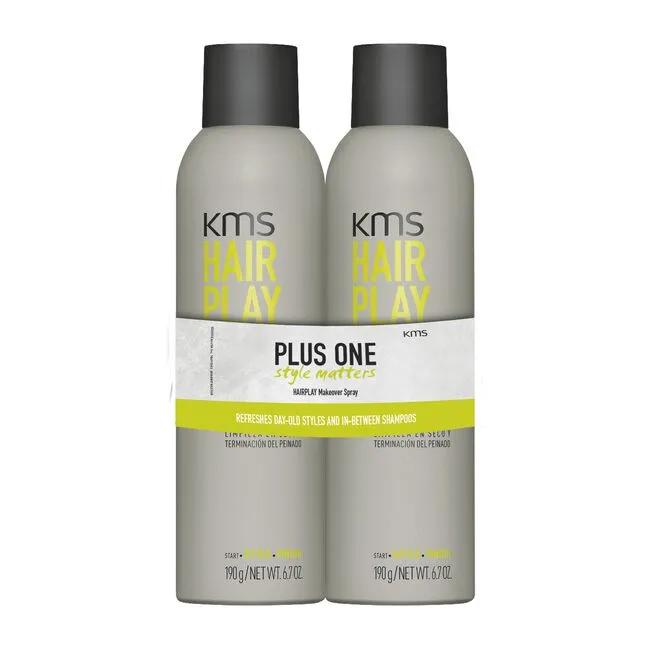 KMS
HAIR
PLAY
KMS
HAIR
PLAY
KMS
PLUS ONE
style matters
HAIRPLAY Makeover Spray
REFRESHES DAY-OLD STYLES AND IN-BETWEEN SHAMPOOS
TERMINACIÓN DEL PEINADO
TERMINACIÓN DEL PEINADO
START•
190 g/NET WT. 6.7 OZ.
START•
190 g/NET WT. 6.7 OZ.